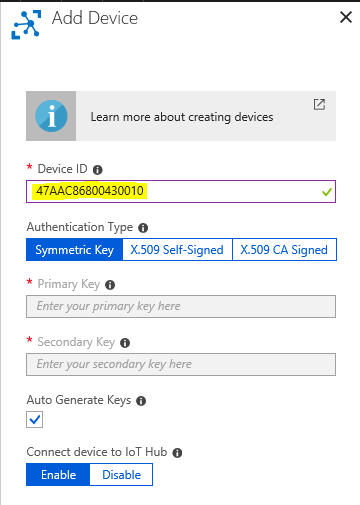 Add Device
Learn more about creating devices
* Device ID
47AAC86800430010
Authentication Type
Symmetric Key X.509 Self-Signed X.509 CA Signed
* Primary Key
Enter your primary key here
* Secondary Key
Enter your secondary key here
Auto Generate Keys
Connect device to IoT Hub
Enable Disable